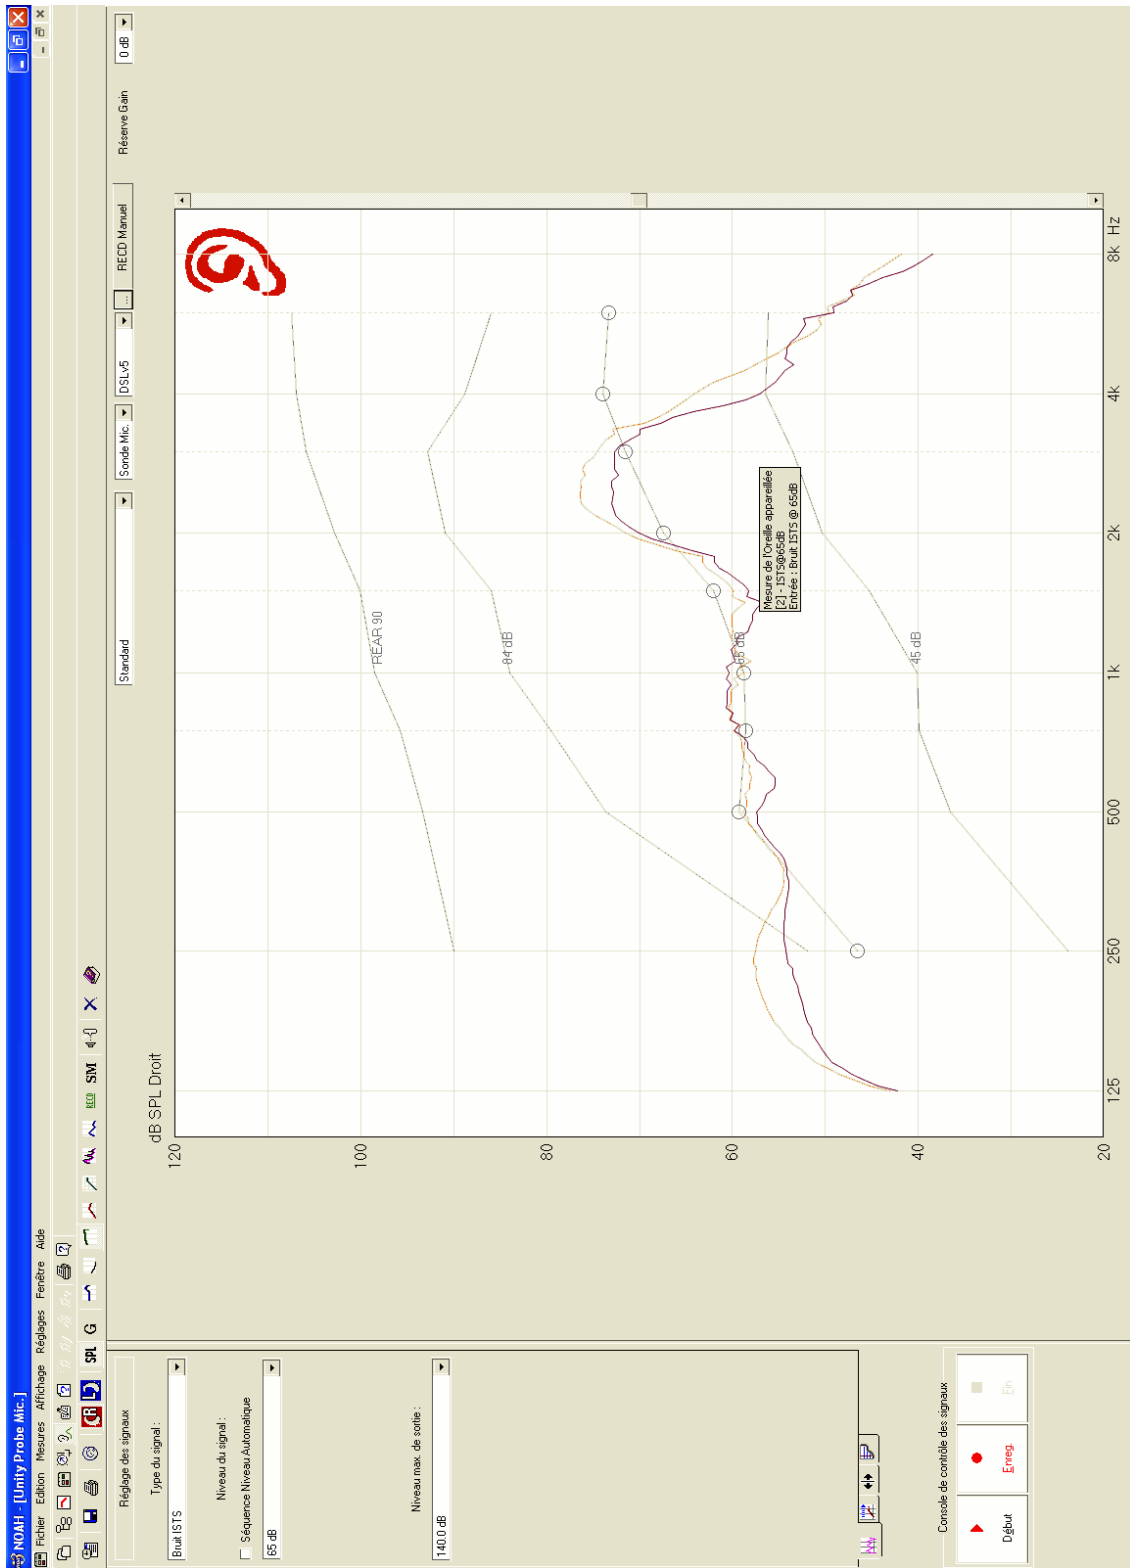 NOAH - [Unity Probe Mic.]
Fichier Edition Mesures Affichage Réglages Fenêtre Aide
SPL G RECD SM
Réglage des signaux
Type du signal :
Bruit ISTS
Niveau du signal :
Séquence Niveau Automatique
65 dB
Niveau max. de sortie :
140.0 dB
Console de contrôle des signaux
Début
Enreg.
Fin
Standard
Sonde Mic.
DSLv5
...
RECD Manuel
Réserve Gain
0 dB
dB SPL Droit
120
100
80
60
40
20
REAR 90
84 dB
65 dB
45 dB
Mesure de l'Oreille appareillée
[2] - ISTS@65dB
Entrée : Bruit ISTS @ 65dB
125 250 500 1K 2K 4K 8K Hz